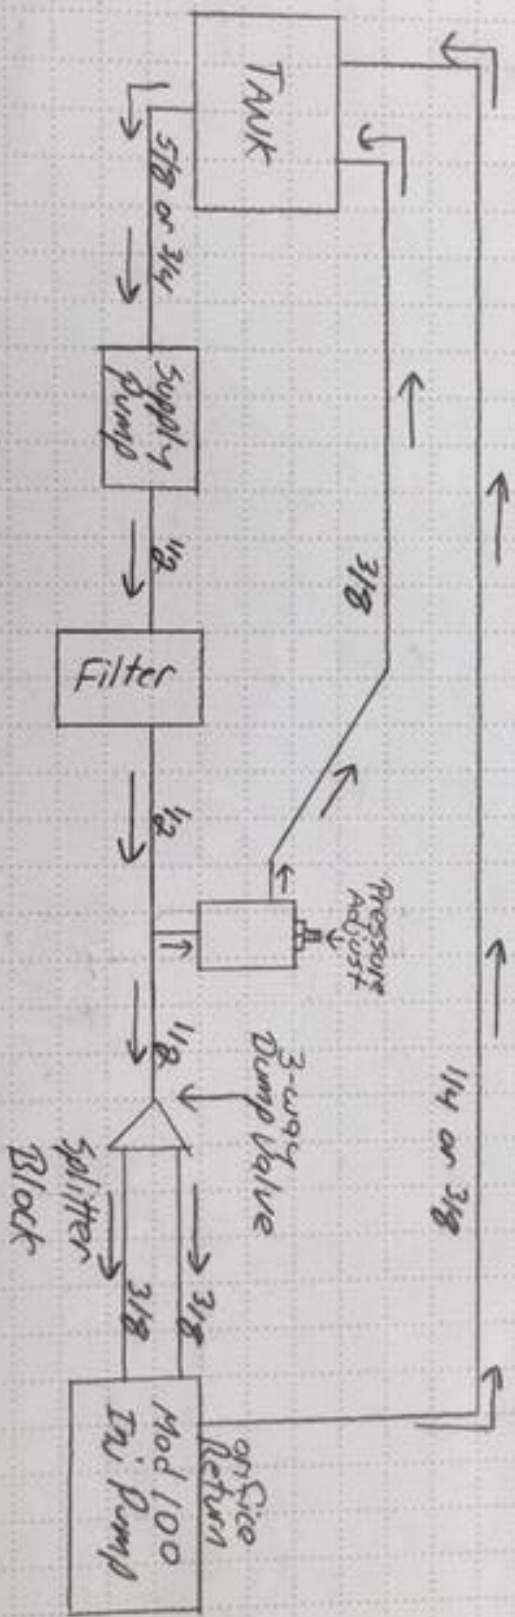 TANK
5/8 or 3/4
Supply
Pump
1/2
Filter
1/2
Pressure
Adjust
3/8
1/4 or 3/8
1/2
3-way
Dump Valve
Splitter
Block
3/8
3/8
orifice
Return
Mod 100
Inj Pump